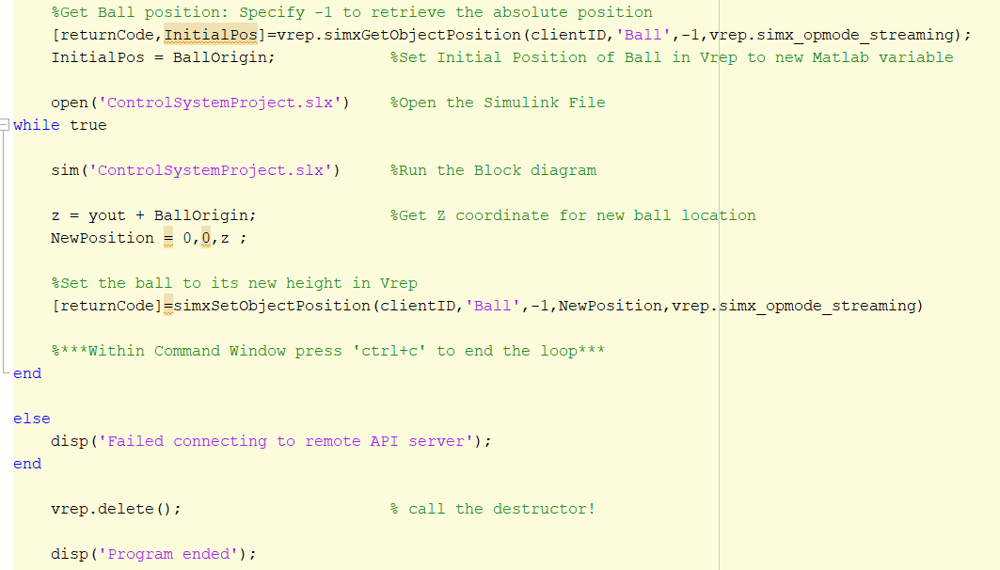 %Get Ball position: Specify -1 to retrieve the absolute position
[returnCode,InitialPos]=vrep.simxGetObjectPosition(clientID,'Ball',-1,vrep.simx_opmode_streaming);
InitialPos = BallOrigin; %Set Initial Position of Ball in Vrep to new Matlab variable
open('ControlSystemProject.slx') %Open the Simulink File
while true
sim('ControlSystemProject.slx') %Run the Block diagram
z = yout + BallOrigin; %Get Z coordinate for new ball location
NewPosition = 0,0,z ;
%Set the ball to its new height in Vrep
[returnCode]=simxSetObjectPosition(clientID,'Ball',-1,NewPosition,vrep.simx_opmode_streaming)
%***Within Command Window press 'ctrl+c' to end the loop***
end
else
disp('Failed connecting to remote API server');
end
vrep.delete(); % call the destructor!
disp('Program ended');